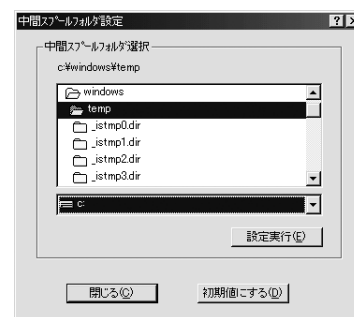 中間ｽﾌﾟｰﾙﾌｫﾙﾀﾞ設定
中間ｽﾌﾟｰﾙﾌｫﾙﾀﾞ選択
c:¥windows¥temp
windows
temp
_istmp0.dir
_istmp1.dir
_istmp2.dir
_istmp3.dir
c:
設定実行(E)
閉じる(C) 初期値にする(D)